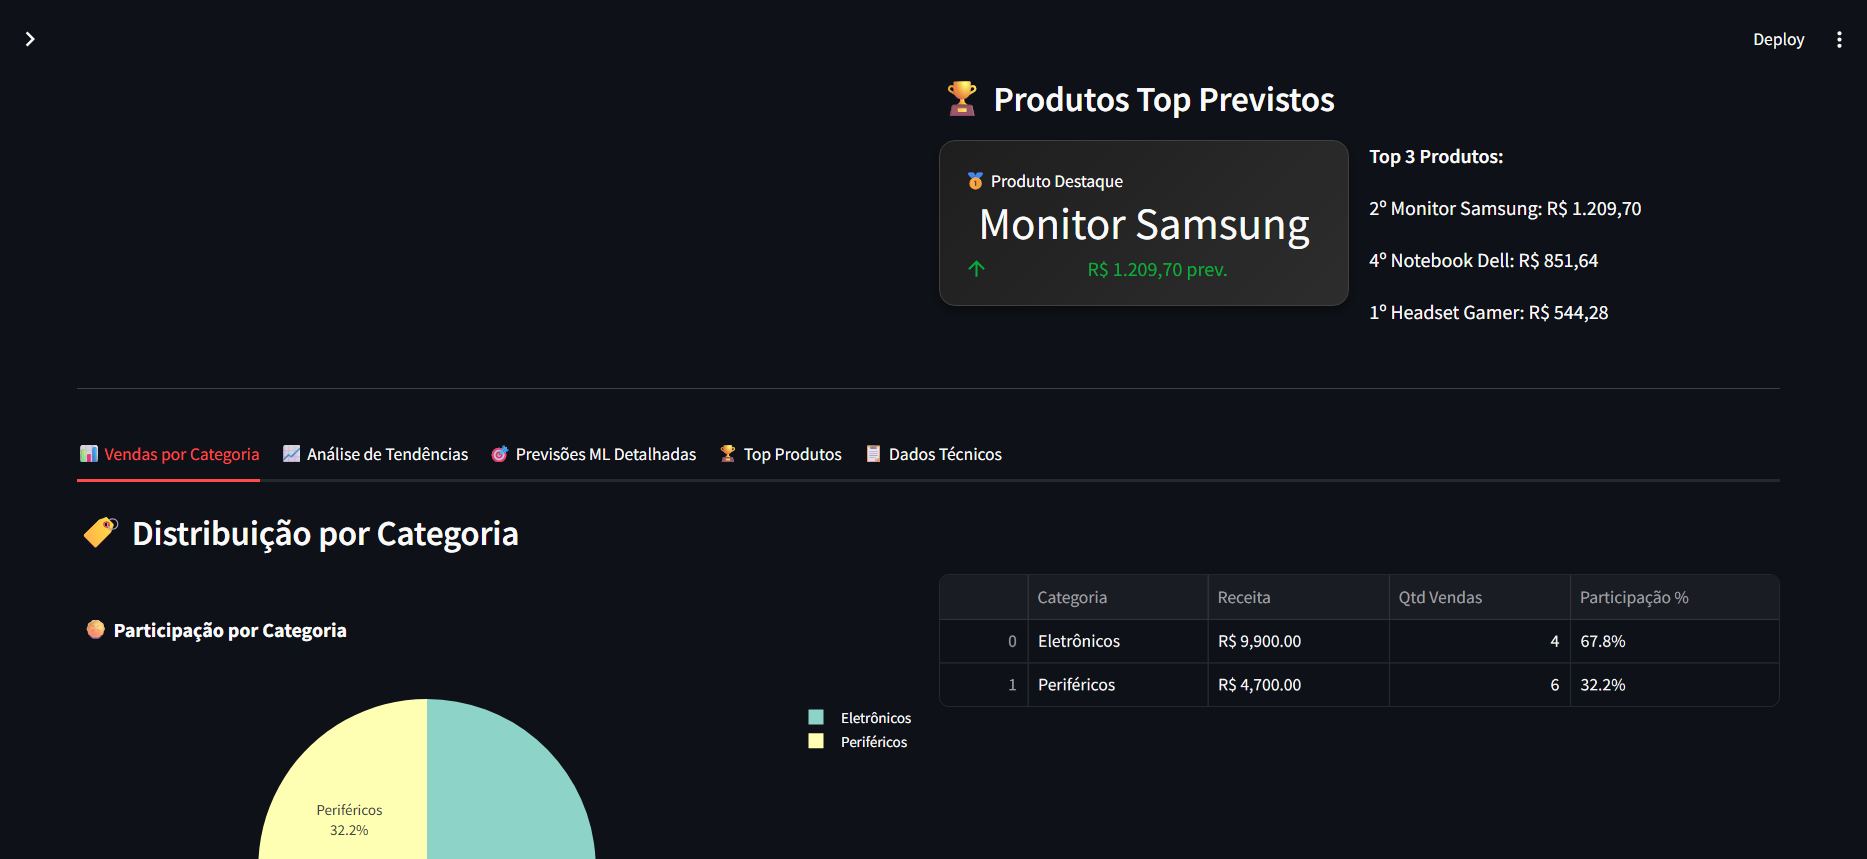 Deploy
Produtos Top Previstos
Produto Destaque
Monitor Samsung
R$ 1.209,70 prev.
Top 3 Produtos:
2º Monitor Samsung: R$ 1.209,70
4º Notebook Dell: R$ 851,64
1º Headset Gamer: R$ 544,28
Vendas por Categoria Análise de Tendências Previsões ML Detalhadas Top Produtos Dados Técnicos
Distribuição por Categoria
Participação por Categoria
Eletrônicos
Periféricos
Periféricos
32.2%
Categoria Receita Qtd Vendas Participação %
0 Eletrônicos R$ 9,900.00 4 67.8%
1 Periféricos R$ 4,700.00 6 32.2%